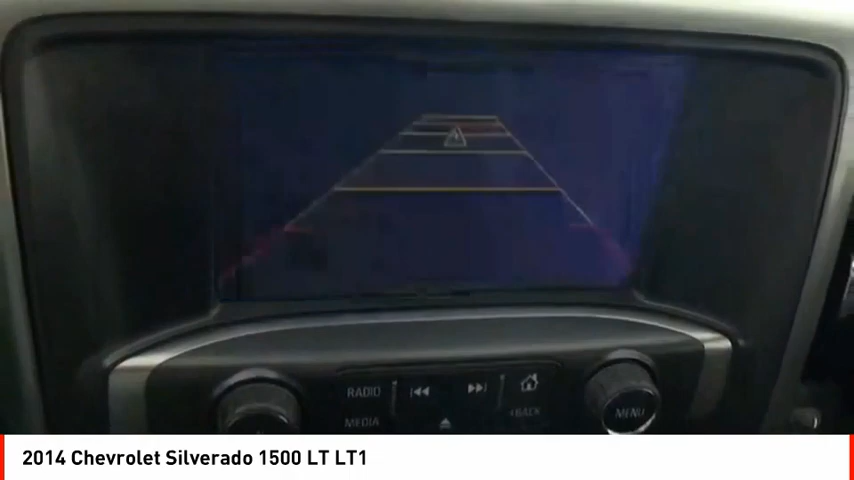 RADIO
MEDIA
BACK
MENU
2014 Chevrolet Silverado 1500 LT LT1